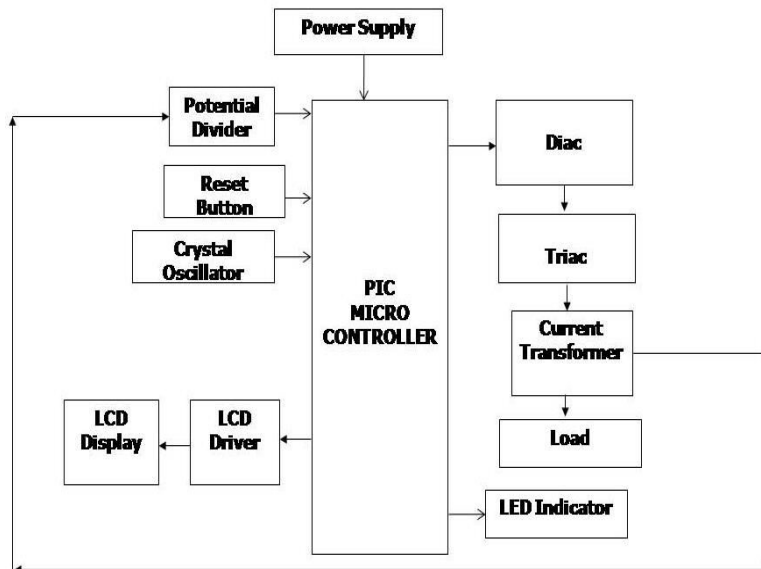 Power Supply
Potential
Divider
Diac
Reset
Button
Crystal
Oscillator
Triac
PIC
MICRO
CONTROLLER
Current
Transformer
LCD
Display
LCD
Driver
Load
LED Indicator